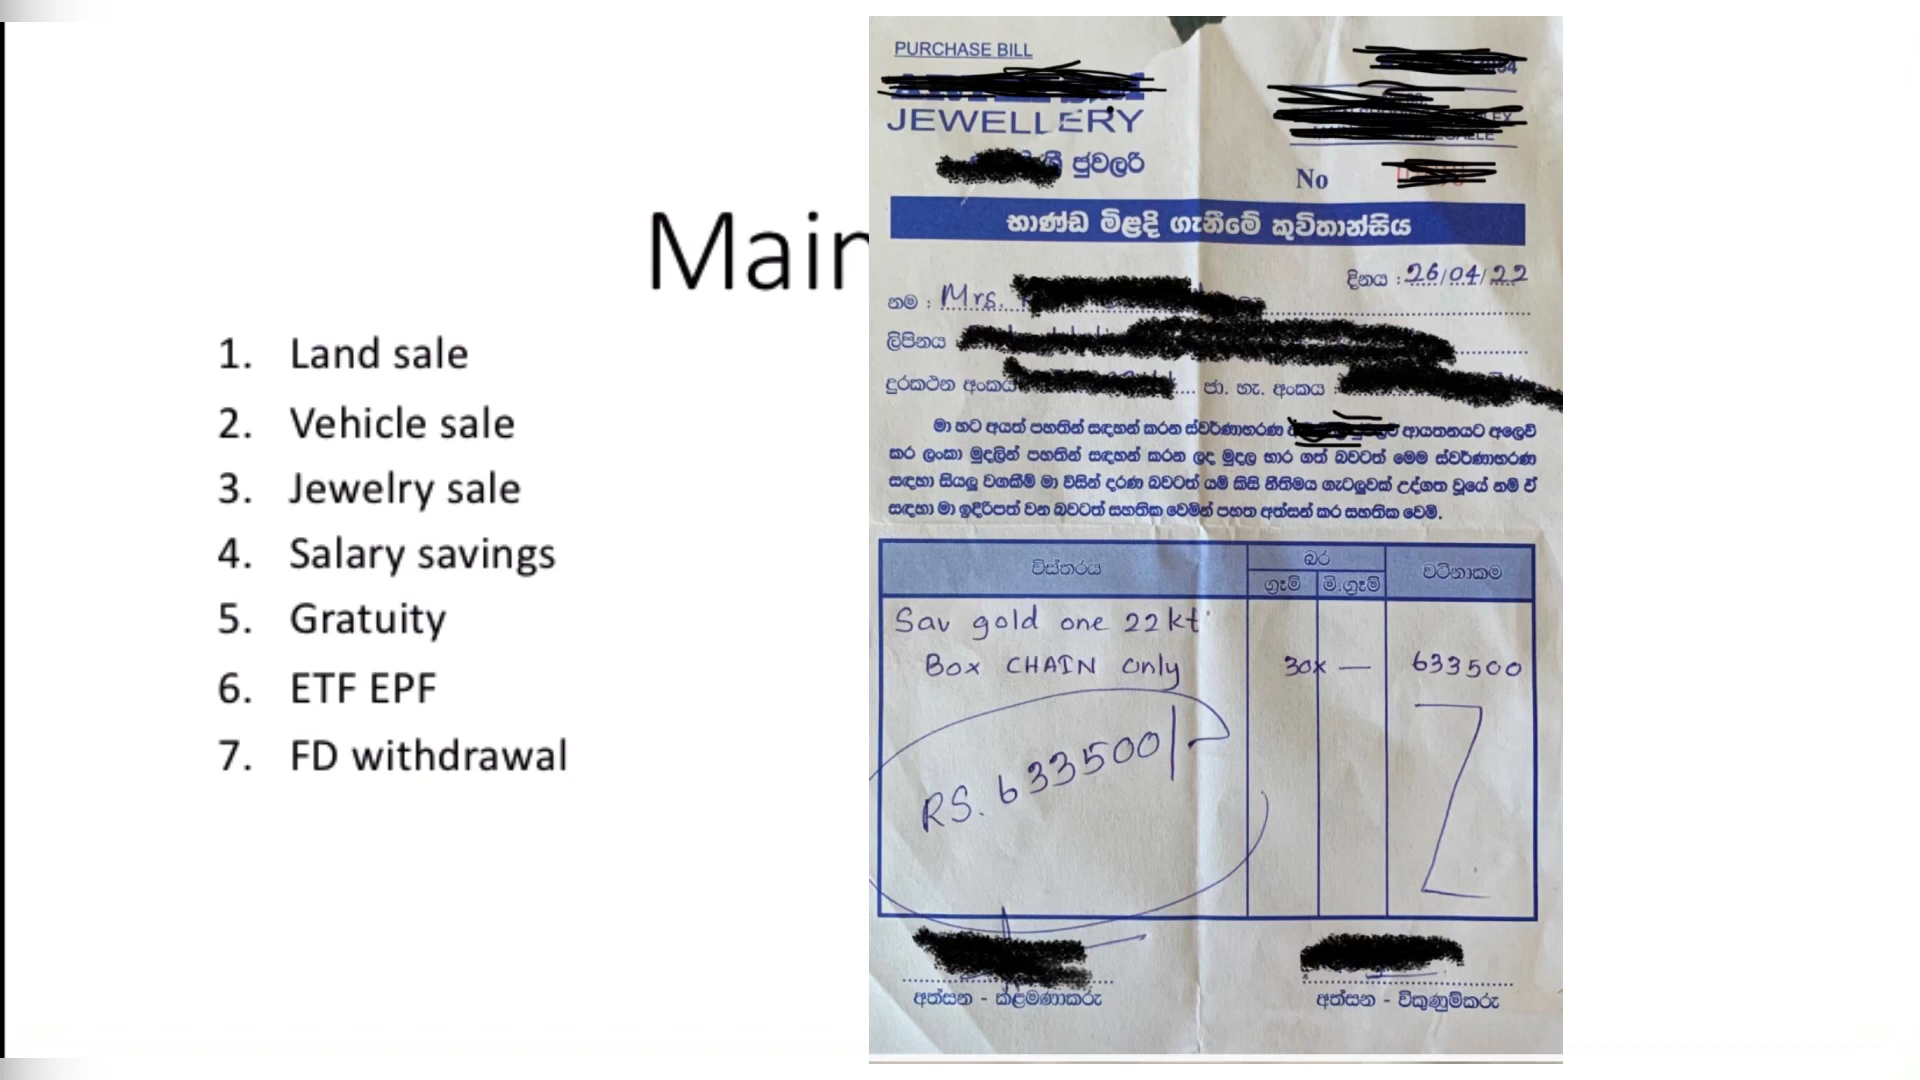 Main
1. Land sale
2. Vehicle sale
3. Jewelry sale
4. Salary savings
5. Gratuity
6. ETF EPF
7. FD withdrawal
PURCHASE BILL
JEWELLERY
ජුවලරි
No
භාණ්ඩ මිළදී ගැනීමේ කුවිතාන්සිය
දිනය : 26/04/22
නම : Mrs.
ලිපිනය
දුරකථන අංකය ජා. හැ. අංකය :
මා හට අයත් පහතින් සඳහන් කරන ස්වර්ණාභරණ ආයතනයට අලෙවි
කර ලංකා මුදලින් පහතින් සඳහන් කරන ලද මුදල භාර ගත් බවටත් මෙම ස්වර්ණාභරණ
සඳහා සියලු වගකීම් මා විසින් දරණ බවටත් යම් කිසි නීතිමය ගැටලුවක් උද්ගත වූයේ නම් ඒ
සඳහා මා ඉදිරිපත් වන බවටත් සහතික වෙමින් පහත අත්සන් කර සහතික වෙමි.
විස්තරය බර වටිනාකම
ග්‍රෑම් මි.ග්‍රෑම්
Sav gold one 22kt
Box CHAIN only 30x — 633500
RS. 633500/-
අත්සන - කළමණාකරු අත්සන - විකුණුම්කරු